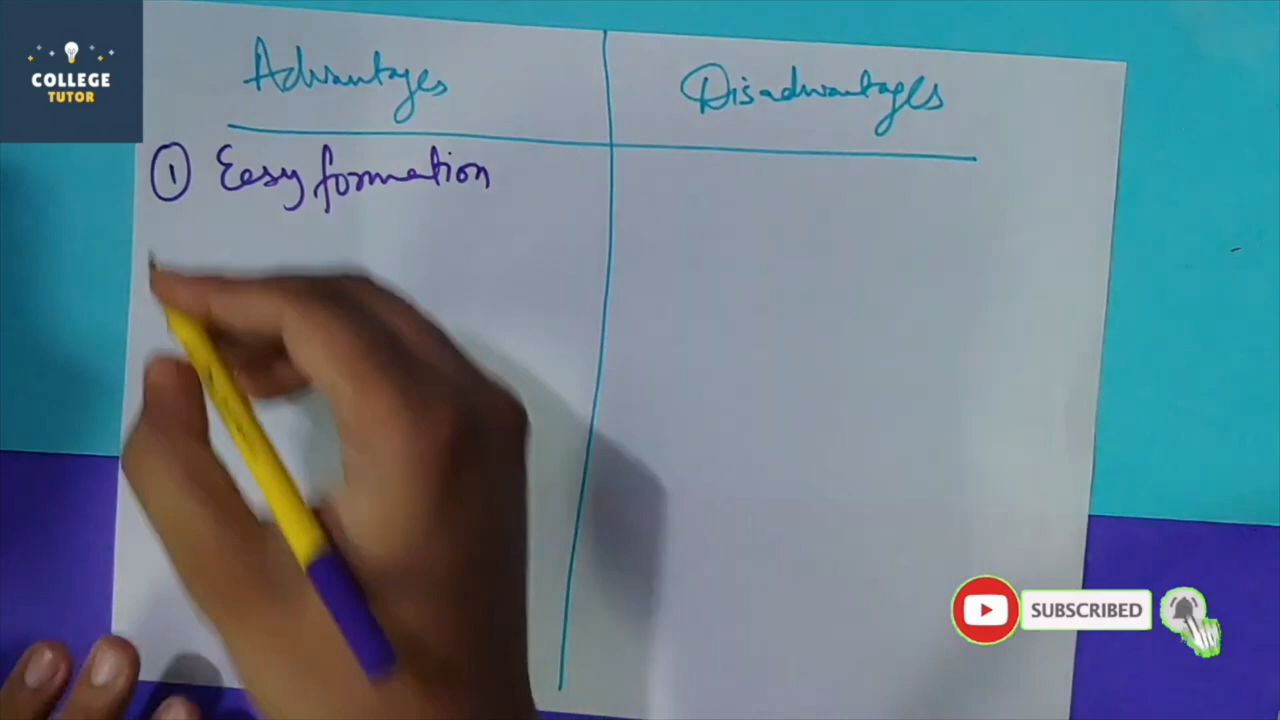 COLLEGE
TUTOR
Advantages
Disadvantages
① Easy formation
SUBSCRIBED